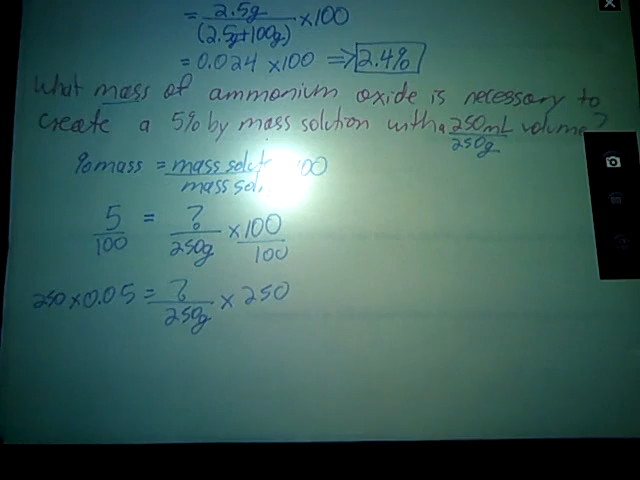 = 2.5g / (2.5g+100g) ×100
= 0.024 ×100 ⟹ 2.4%
What mass of ammonium oxide is necessary to
create a 5% by mass solution with a 250mL volume?
250g
%mass = mass solut / mass sol 00
5/100 = ?/250g × 100/100
250×0.05 = ?/250g × 250